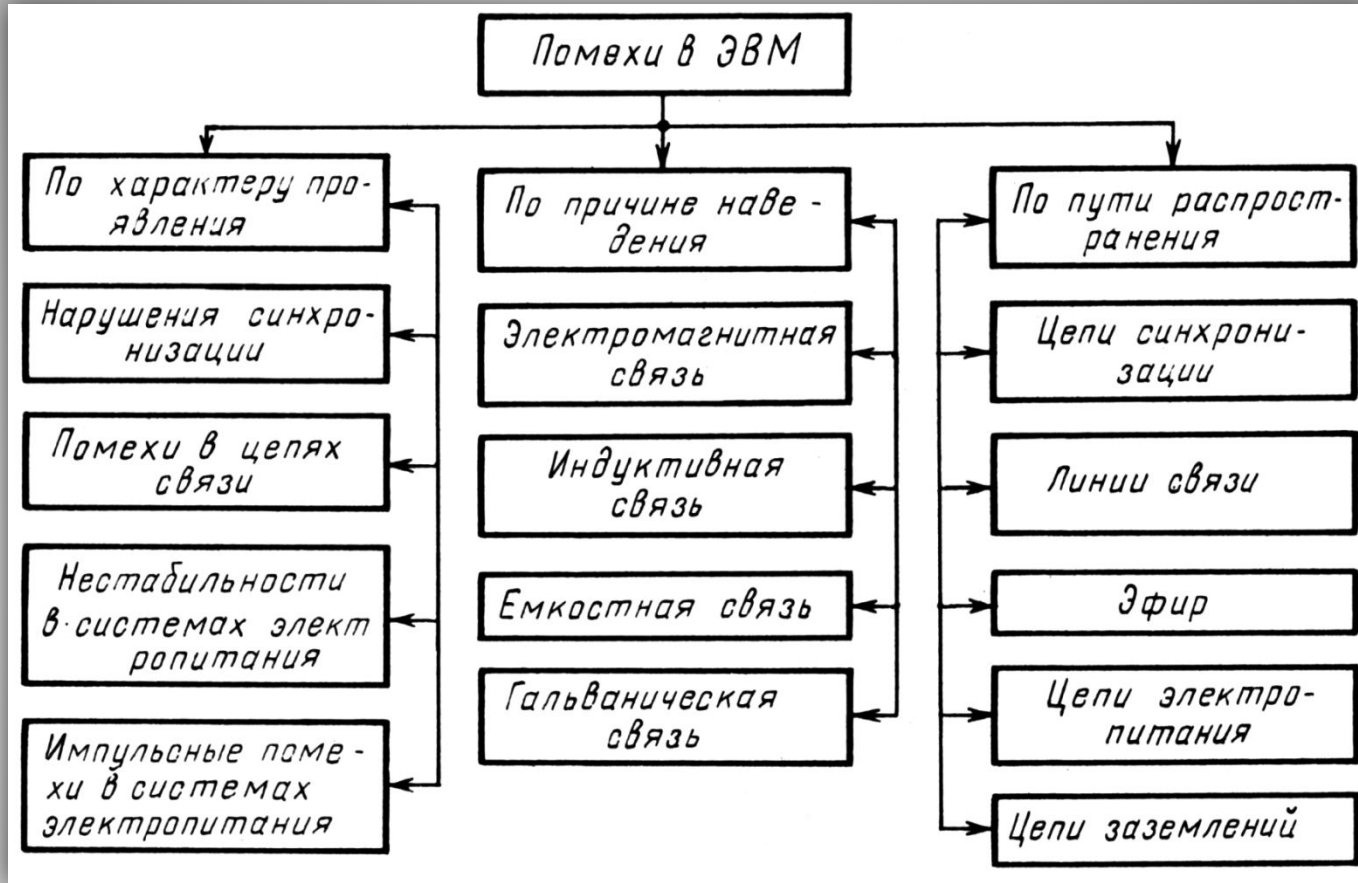 Помехи в ЭВМ
По характеру про-
явления
Нарушения синхро-
низации
Помехи в цепях
связи
Нестабильности
в системах элект
ропитания
Импульсные поме-
хи в системах
электропитания
По причине наве-
дения
Электромагнитная
связь
Индуктивная
связь
Емкостная связь
Гальваническая
связь
По пути распрост-
ранения
Цепи синхрони-
зации
Линии связи
Эфир
Цепи электро-
питания
Цепи заземлений